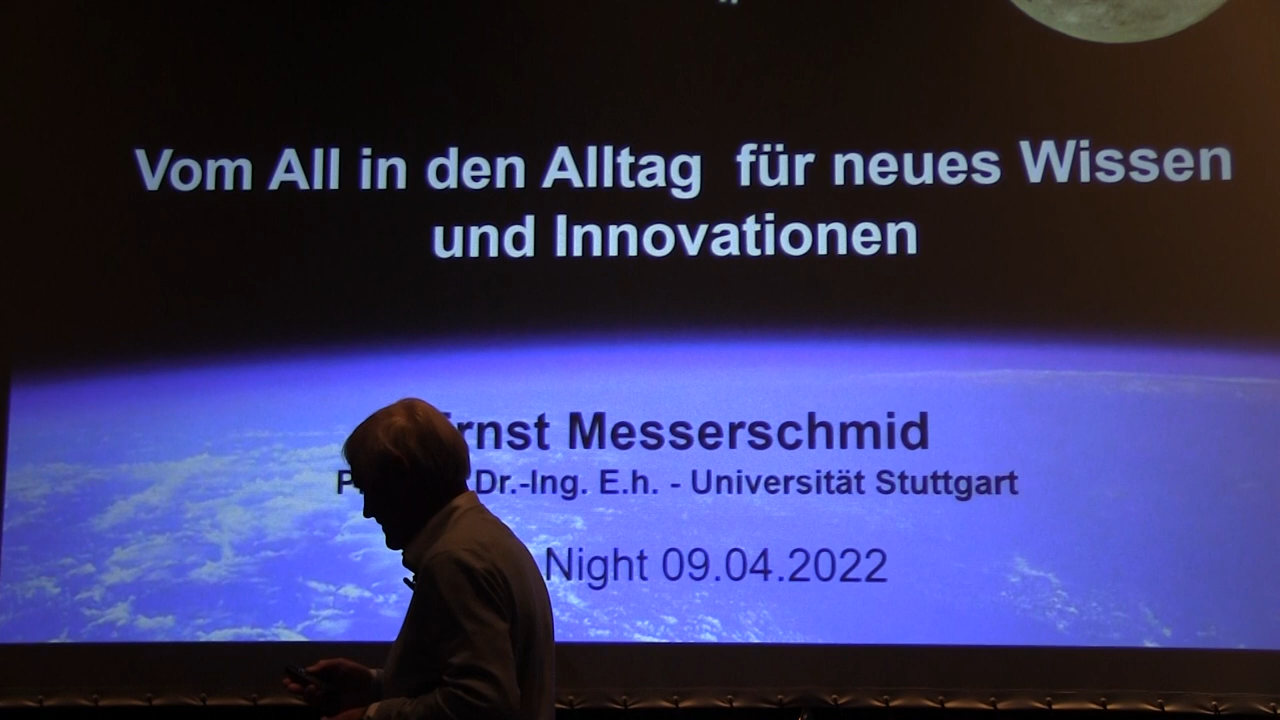 Vom All in den Alltag für neues Wissen
und Innovationen
Messerschmid
Dr.-Ing. E.h. - Universität Stuttgart
Night 09.04.2022